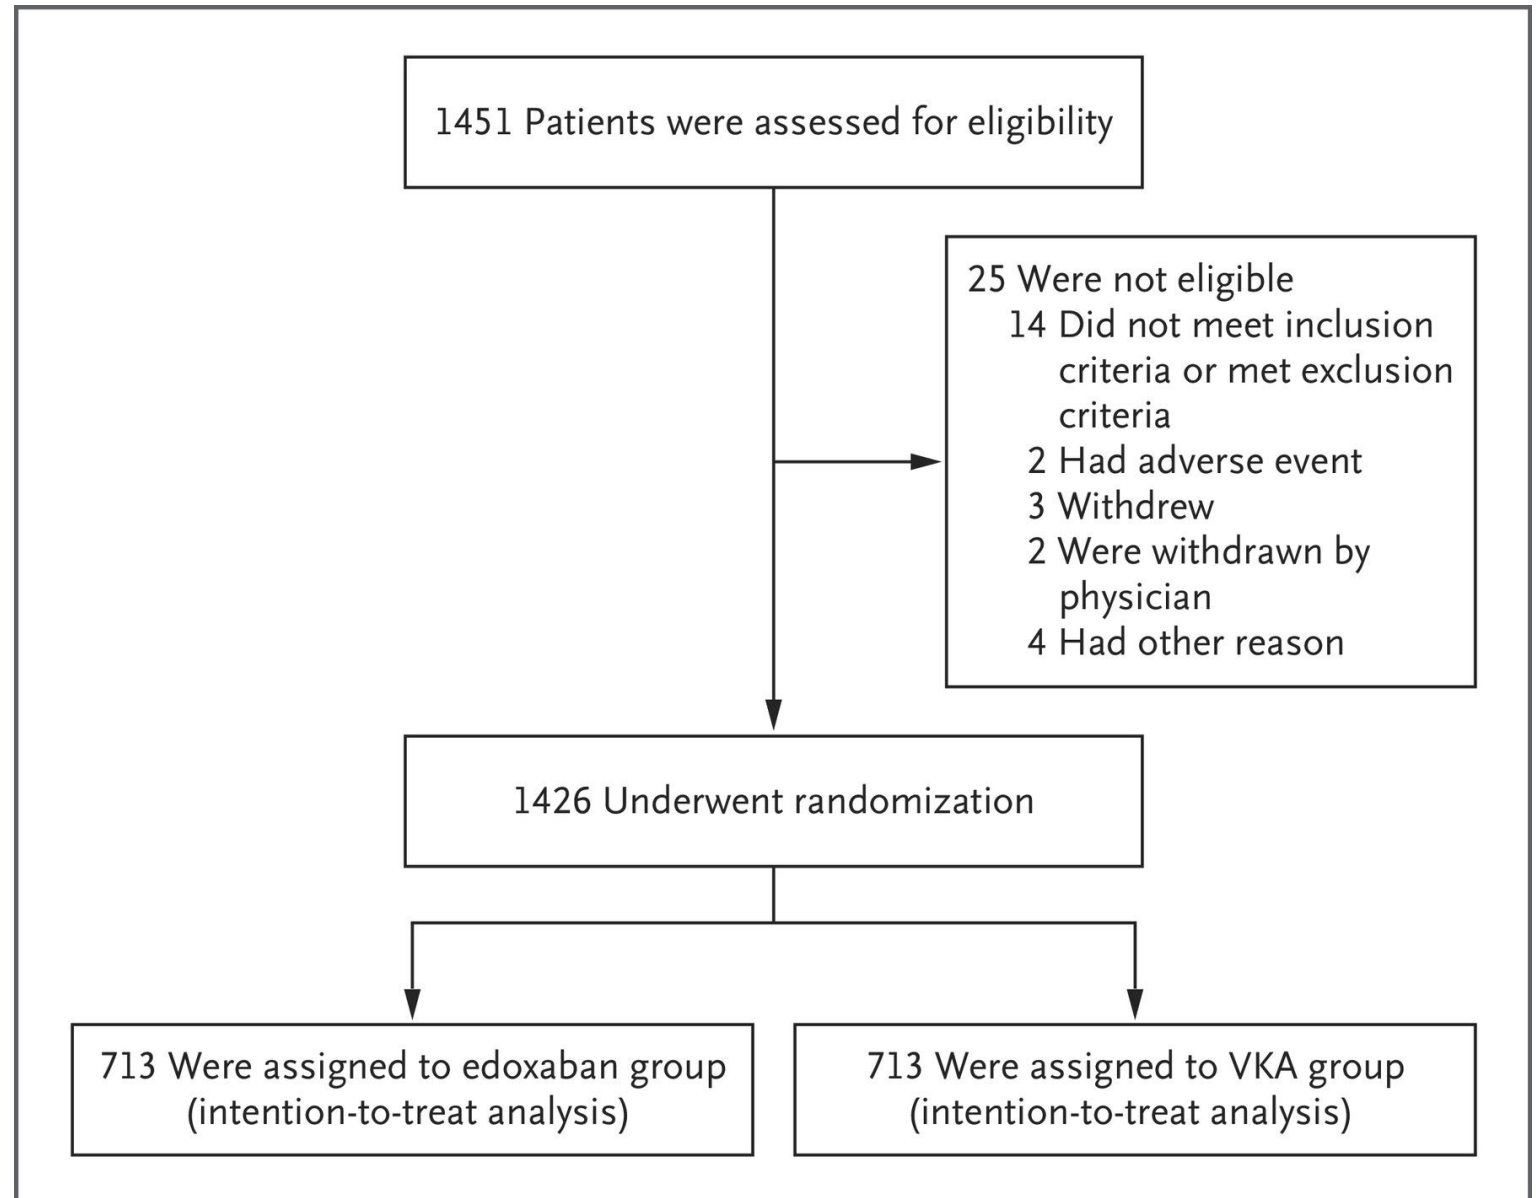 1451 Patients were assessed for eligibility
25 Were not eligible
14 Did not meet inclusion
criteria or met exclusion
criteria
2 Had adverse event
3 Withdrew
2 Were withdrawn by
physician
4 Had other reason
1426 Underwent randomization
713 Were assigned to edoxaban group
(intention-to-treat analysis)
713 Were assigned to VKA group
(intention-to-treat analysis)